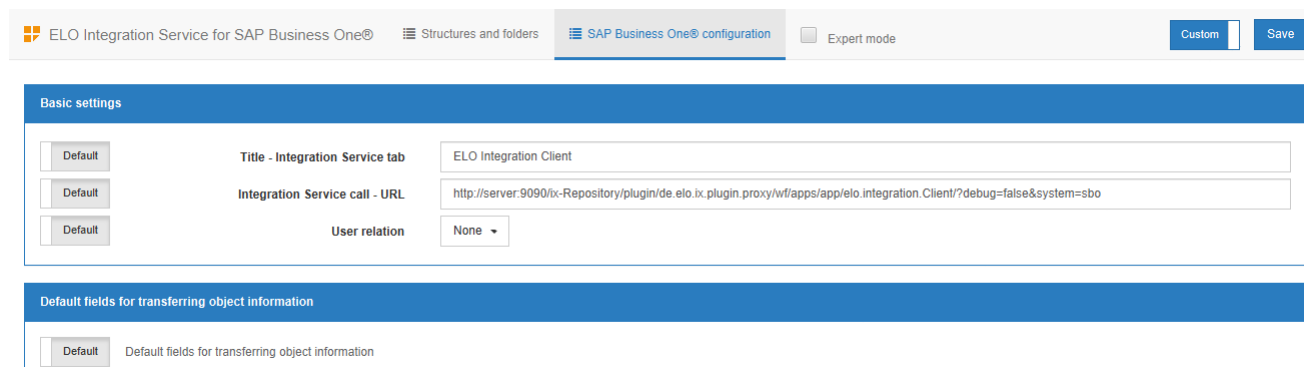 ELO Integration Service for SAP Business One® Structures and folders SAP Business One® configuration Expert mode Custom Save
Basic settings
Default Title - Integration Service tab ELO Integration Client
Default Integration Service call - URL http://server:9090/ix-Repository/plugin/de.elo.ix.plugin.proxy/wf/apps/app/elo.integration.Client/?debug=false&system=sbo
Default User relation None
Default fields for transferring object information
Default Default fields for transferring object information